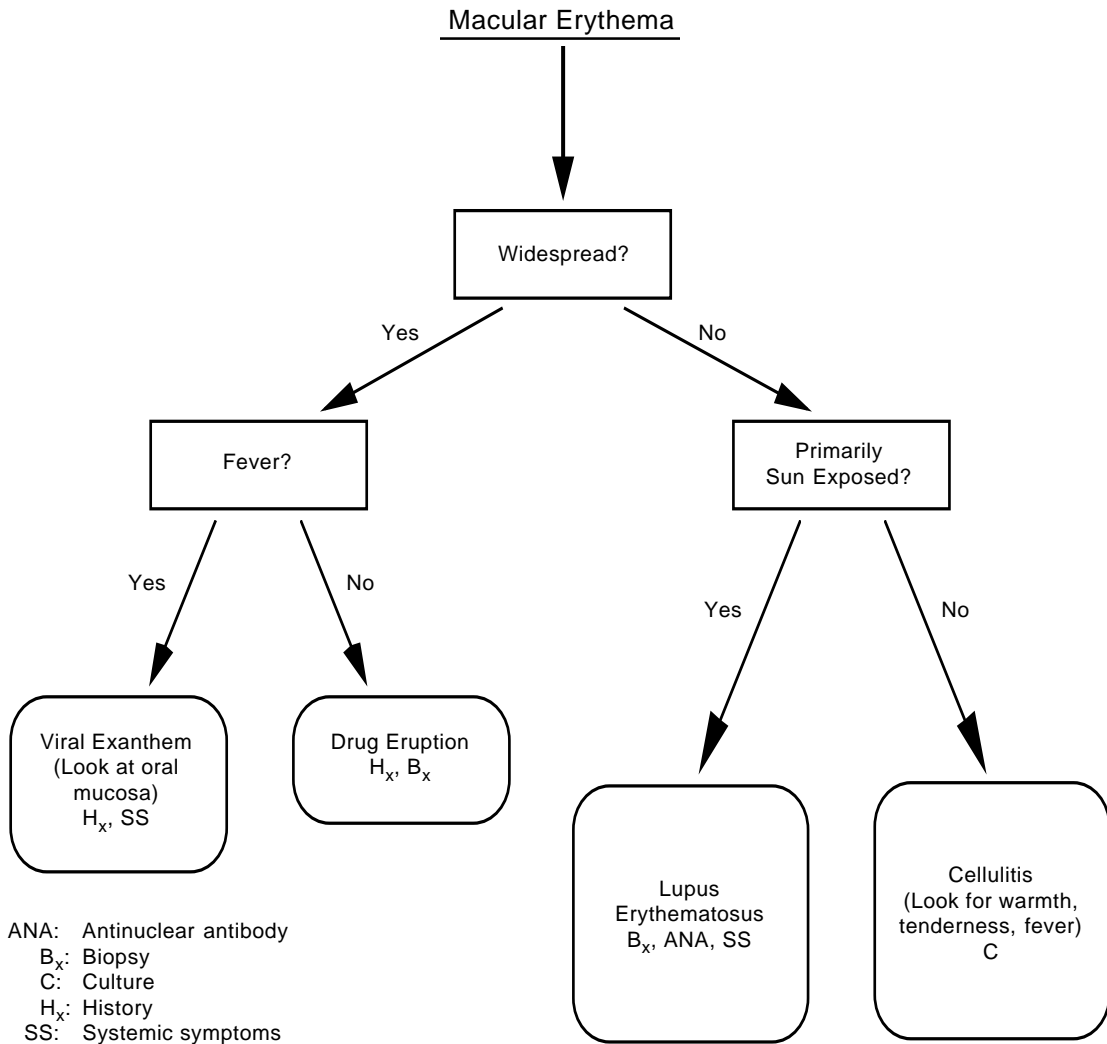 Macular Erythema
Widespread?
Yes
No
Fever?
Primarily
Sun Exposed?
Yes
No
Yes
No
Viral Exanthem
(Look at oral
mucosa)
Hx, SS
Drug Eruption
Hx, Bx
Lupus
Erythematosus
Bx, ANA, SS
Cellulitis
(Look for warmth,
tenderness, fever)
C
ANA: Antinuclear antibody
Bx: Biopsy
C: Culture
Hx: History
SS: Systemic symptoms